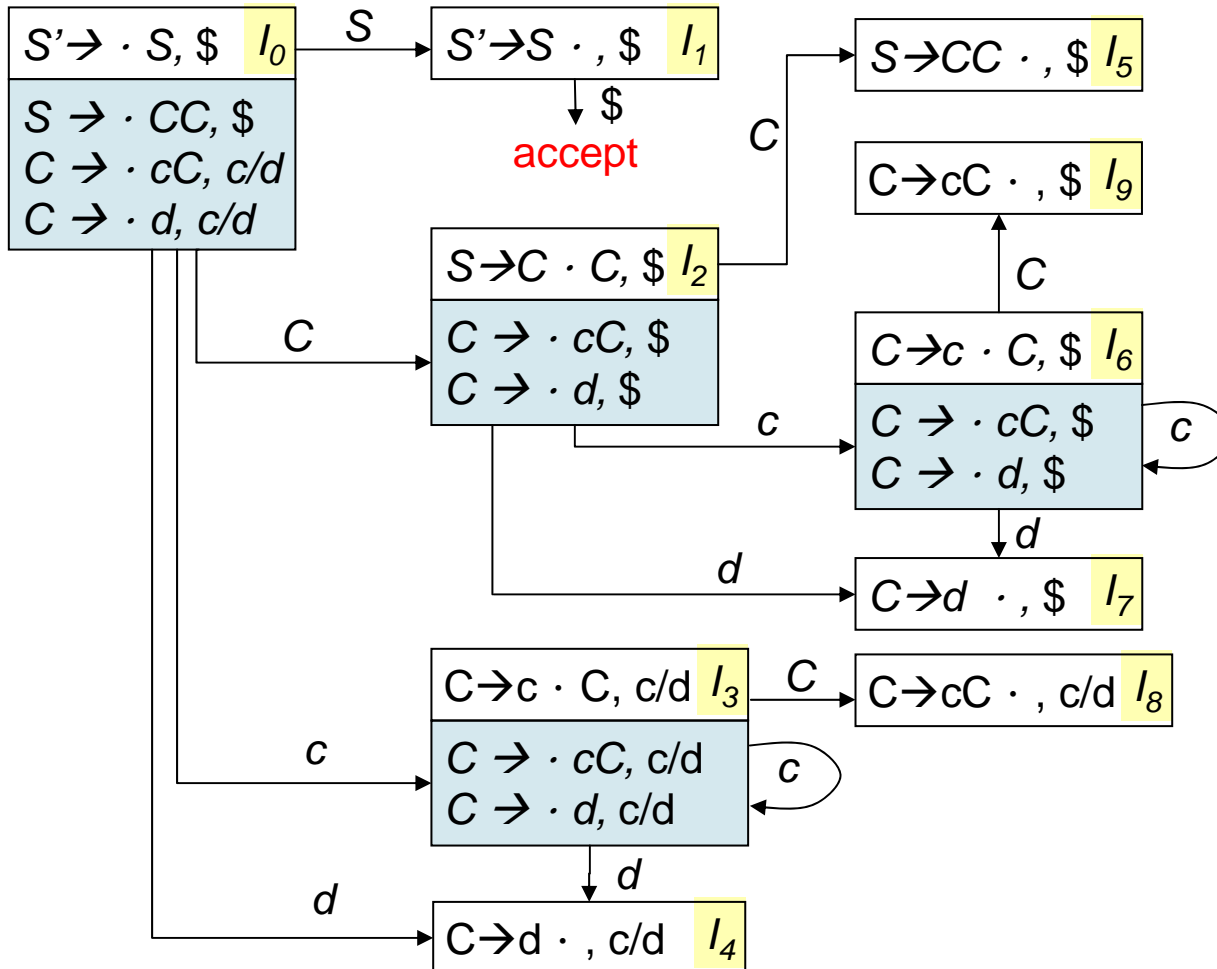 S'→ · S, $ I0
S → · CC, $
C → · cC, c/d
C → · d, c/d
S
S'→S · , $ I1
$
accept
C
S→C · C, $ I2
C → · cC, $
C → · d, $
C
S→CC · , $ I5
C→cC · , $ I9
C
C→c · C, $ I6
C → · cC, $
C → · d, $
c
c
d
d
C→d · , $ I7
c
C→c · C, c/d I3
C → · cC, c/d
C → · d, c/d
c
C
C→cC · , c/d I8
d
d
C→d · , c/d I4